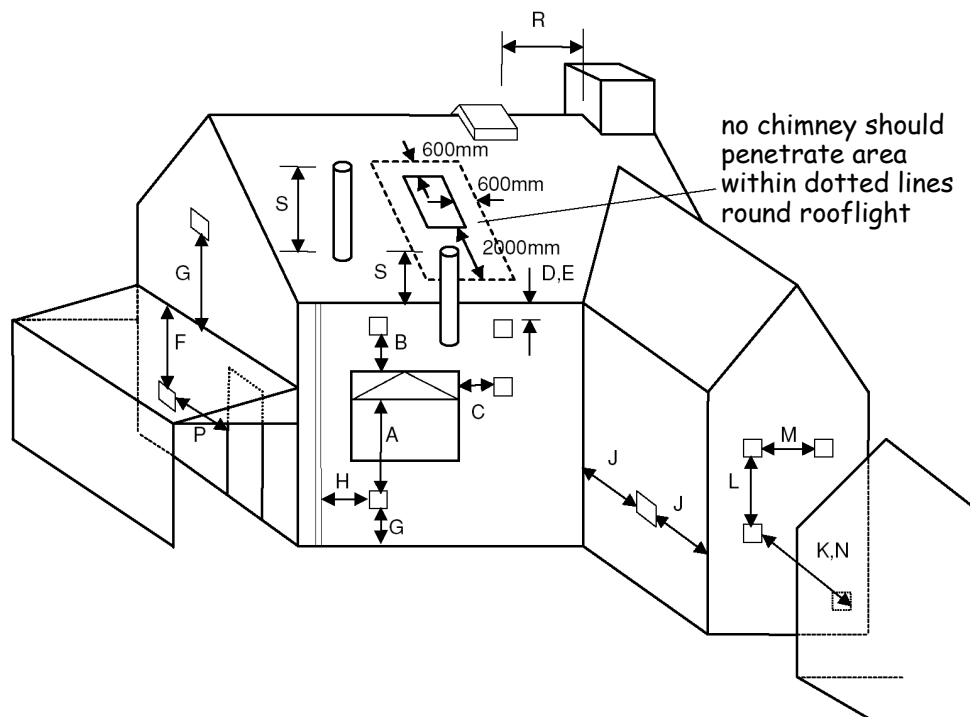 R
no chimney should
penetrate area
within dotted lines
round rooflight
600mm
600mm
S
2000mm
G
S
D,E
F
B
C
P
A
H
G
J
J
M
L
K,N